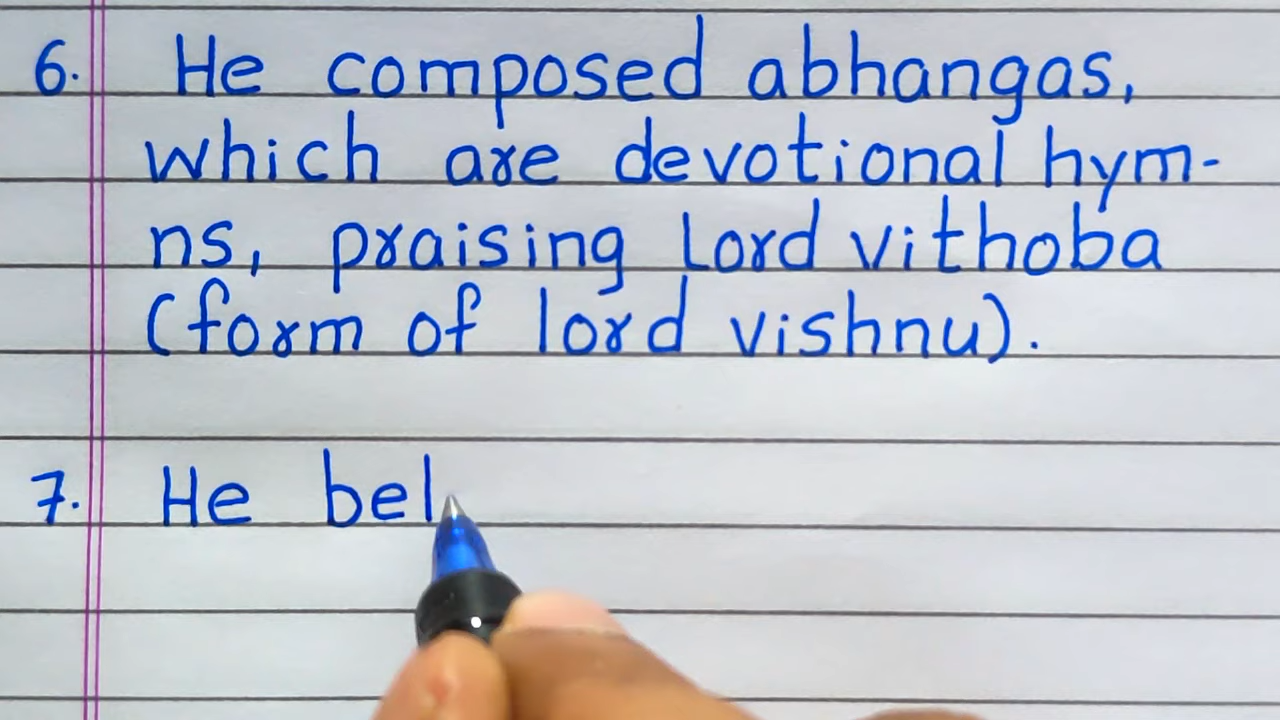 6. He composed abhangas,
which are devotional hym-
ns, praising Lord vithoba
(form of lord vishnu).
7. He bel